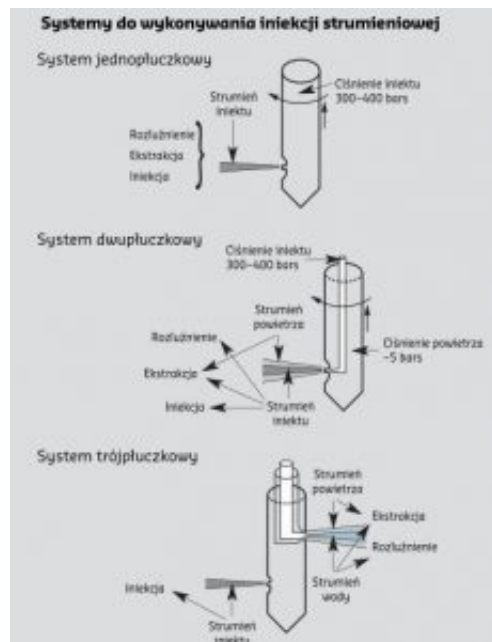 Systemy do wykonywania iniekcji strumieniowej
System jednopłuczkowy
Ciśnienie iniektu
300–400 bars
Strumień
iniektu
Rozluźnienie
Ekstrakcja
Iniekcja
System dwupłuczkowy
Ciśnienie iniektu
300–400 bars
Strumień
powietrza
Rozluźnienie
Ciśnienie powietrza
~5 bars
Ekstrakcja
Iniekcja
Strumień
iniektu
System trójpłuczkowy
Strumień
powietrza
Ekstrakcja
Rozluźnienie
Strumień
wody
Iniekcja
Strumień
iniektu